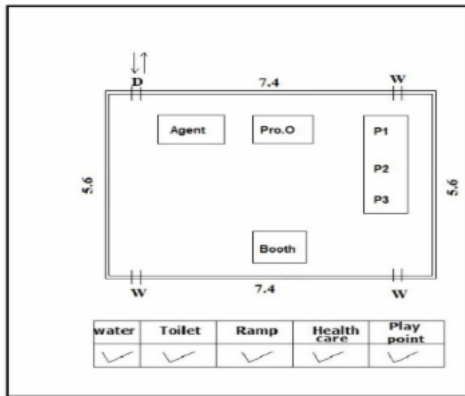 D
7.4
W
Agent
Pro.O
P1
P2
P3
5.6
5.6
Booth
W
7.4
W
water Toilet Ramp Health care Play point